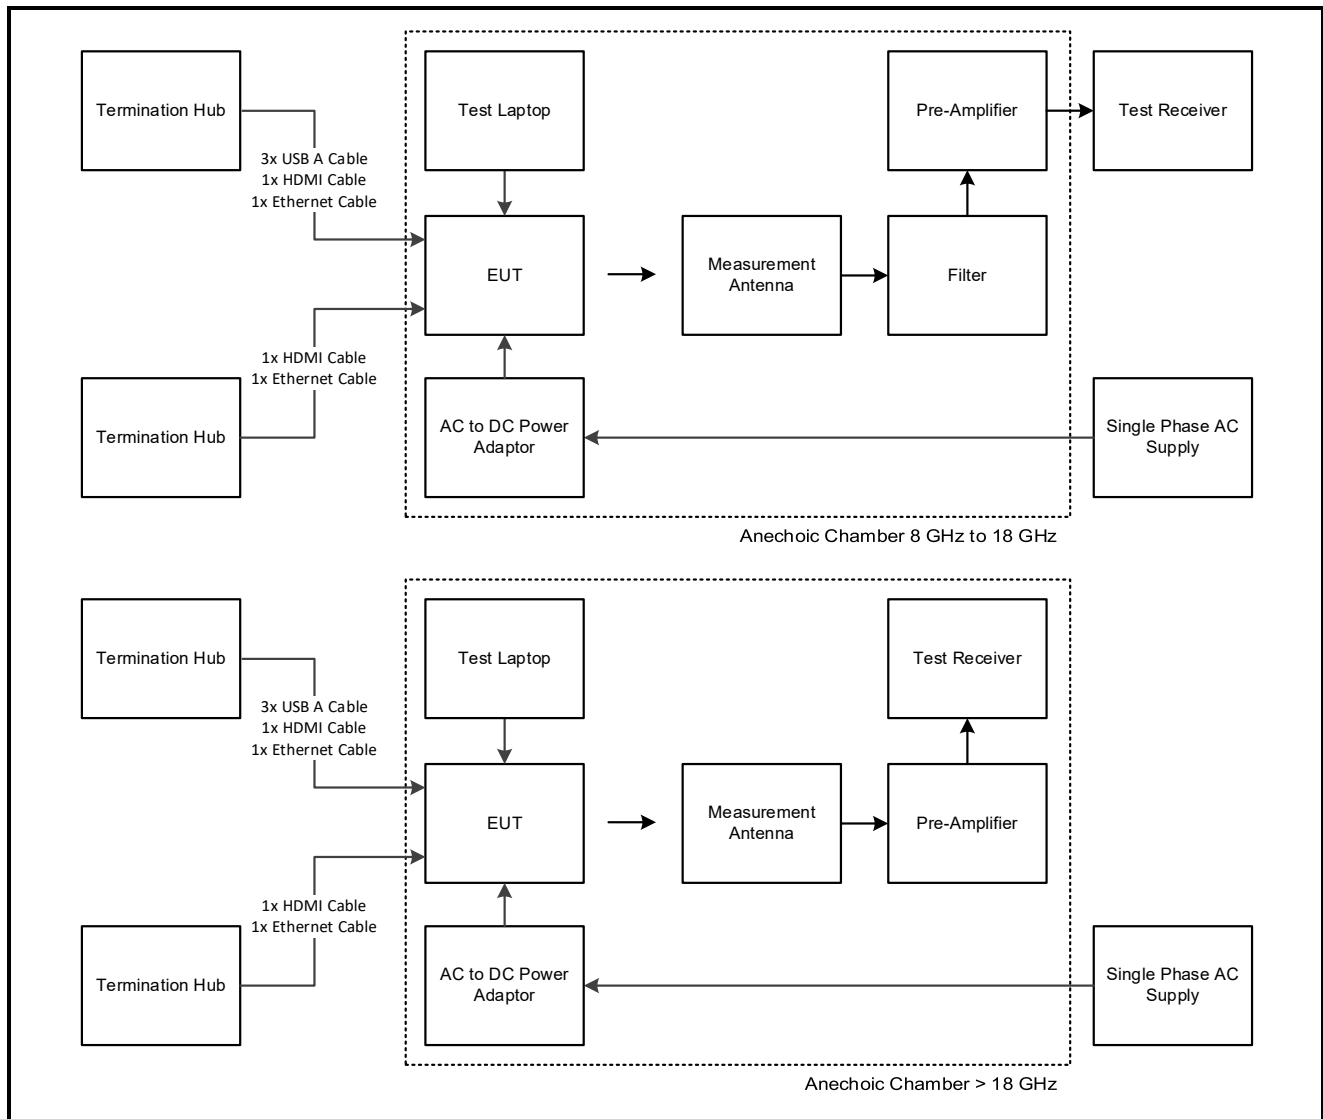 Termination Hub
Test Laptop
Pre-Amplifier
Test Receiver
3x USB A Cable
1x HDMI Cable
1x Ethernet Cable
EUT
Measurement
Antenna
Filter
1x HDMI Cable
1x Ethernet Cable
Termination Hub
AC to DC Power
Adaptor
Single Phase AC
Supply
Anechoic Chamber 8 GHz to 18 GHz
Termination Hub
Test Laptop
Test Receiver
3x USB A Cable
1x HDMI Cable
1x Ethernet Cable
EUT
Measurement
Antenna
Pre-Amplifier
1x HDMI Cable
1x Ethernet Cable
Termination Hub
AC to DC Power
Adaptor
Single Phase AC
Supply
Anechoic Chamber > 18 GHz